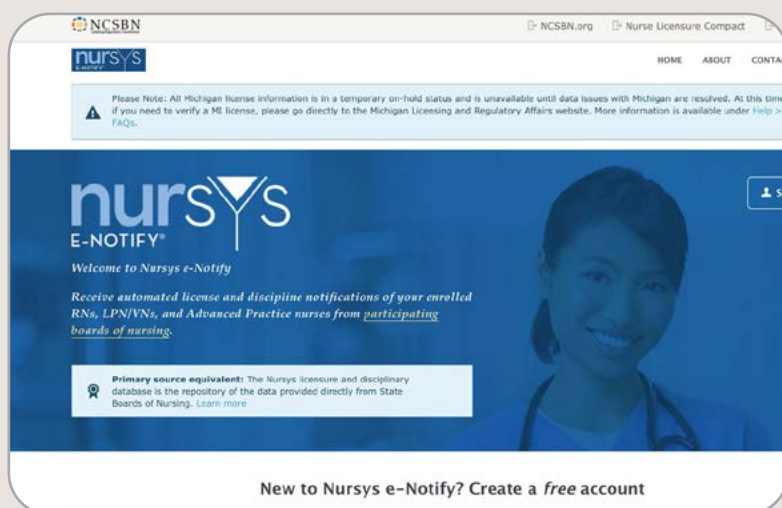 NCSBN
NCSBN.org Nurse Licensure Compact
nursys
E-NOTIFY
HOME ABOUT CONTA
Please Note: All Michigan license information is in a temporary on-hold status and is unavailable until data issues with Michigan are resolved. At this time
if you need to verify a MI license, please go directly to the Michigan Licensing and Regulatory Affairs website. More information is available under Help >
FAQs.
nursys
E-NOTIFY®
S
Welcome to Nursys e-Notify
Receive automated license and discipline notifications of your enrolled
RNs, LPN/VNs, and Advanced Practice nurses from participating
boards of nursing.
Primary source equivalent: The Nursys licensure and disciplinary
database is the repository of the data provided directly from State
Boards of Nursing. Learn more
New to Nursys e-Notify? Create a free account